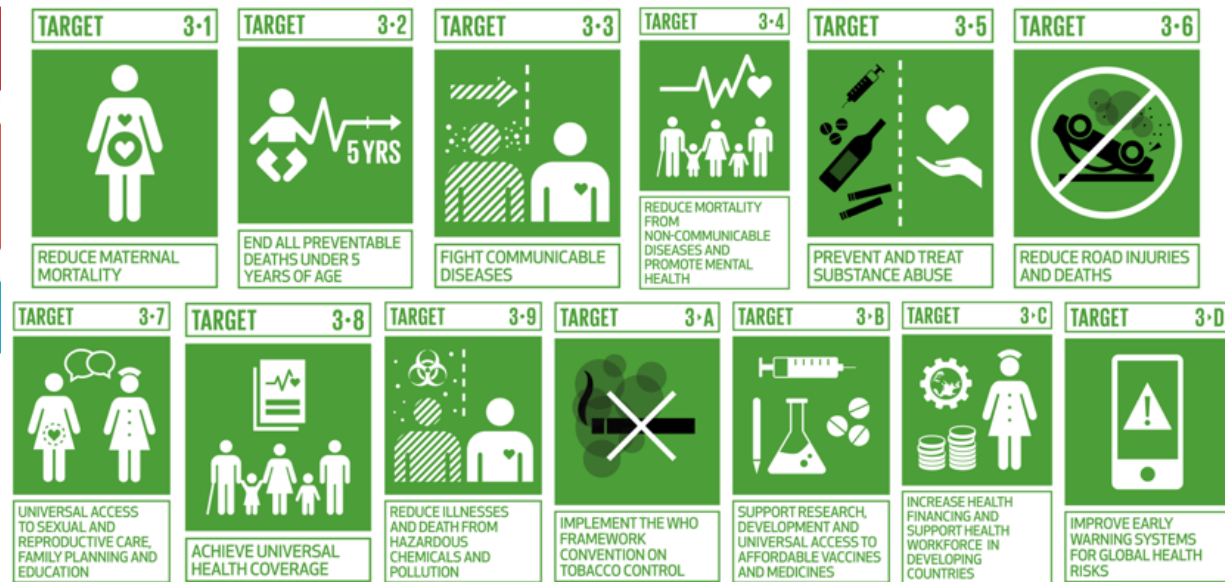 TARGET 3·1
REDUCE MATERNAL
MORTALITY
TARGET 3·2
5 YRS
END ALL PREVENTABLE
DEATHS UNDER 5
YEARS OF AGE
TARGET 3·3
FIGHT COMMUNICABLE
DISEASES
TARGET 3·4
REDUCE MORTALITY
FROM
NON-COMMUNICABLE
DISEASES AND
PROMOTE MENTAL
HEALTH
TARGET 3·5
PREVENT AND TREAT
SUBSTANCE ABUSE
TARGET 3·6
REDUCE ROAD INJURIES
AND DEATHS
TARGET 3·7
UNIVERSAL ACCESS
TO SEXUAL AND
REPRODUCTIVE CARE,
FAMILY PLANNING AND
EDUCATION
TARGET 3·8
ACHIEVE UNIVERSAL
HEALTH COVERAGE
TARGET 3·9
REDUCE ILLNESSES
AND DEATH FROM
HAZARDOUS
CHEMICALS AND
POLLUTION
TARGET 3·A
IMPLEMENT THE WHO
FRAMEWORK
CONVENTION ON
TOBACCO CONTROL
TARGET 3·B
SUPPORT RESEARCH,
DEVELOPMENT AND
UNIVERSAL ACCESS TO
AFFORDABLE VACCINES
AND MEDICINES
TARGET 3·C
INCREASE HEALTH
FINANCING AND
SUPPORT HEALTH
WORKFORCE IN
DEVELOPING
COUNTRIES
TARGET 3·D
!
IMPROVE EARLY
WARNING SYSTEMS
FOR GLOBAL HEALTH
RISKS